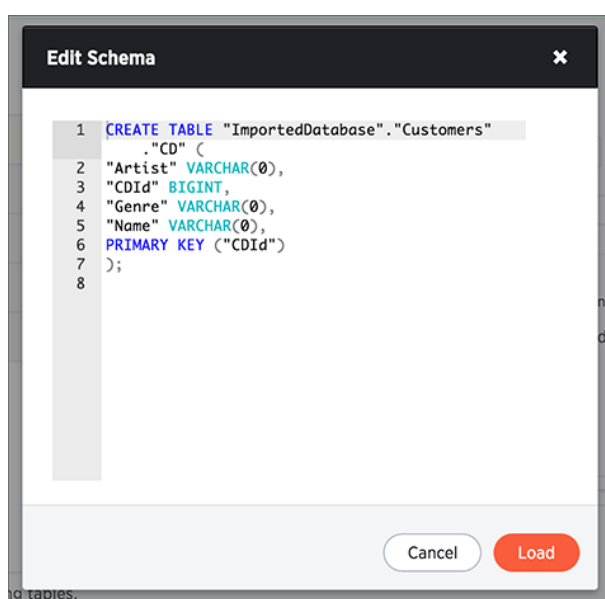 Edit Schema ✖
1 CREATE TABLE "ImportedDatabase"."Customers"
."CD" (
2 "Artist" VARCHAR(0),
3 "CDId" BIGINT,
4 "Genre" VARCHAR(0),
5 "Name" VARCHAR(0),
6 PRIMARY KEY ("CDId")
7 );
8
Cancel Load
tables.